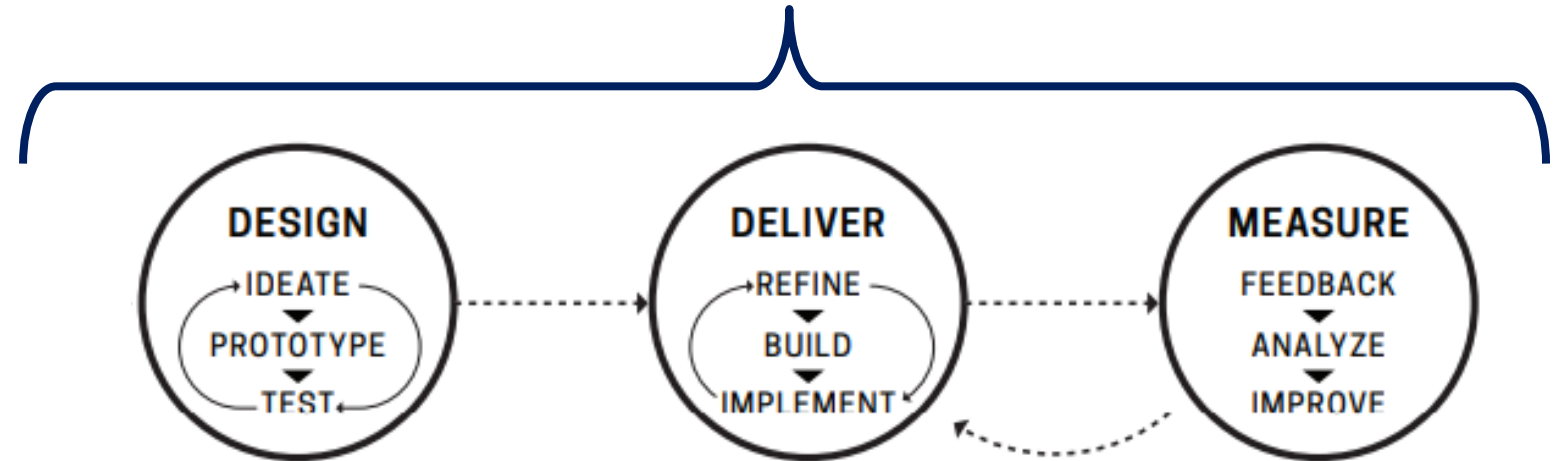 DESIGN
IDEATE
PROTOTYPE
TEST
DELIVER
REFINE
BUILD
IMPLEMENT
MEASURE
FEEDBACK
ANALYZE
IMPROVE